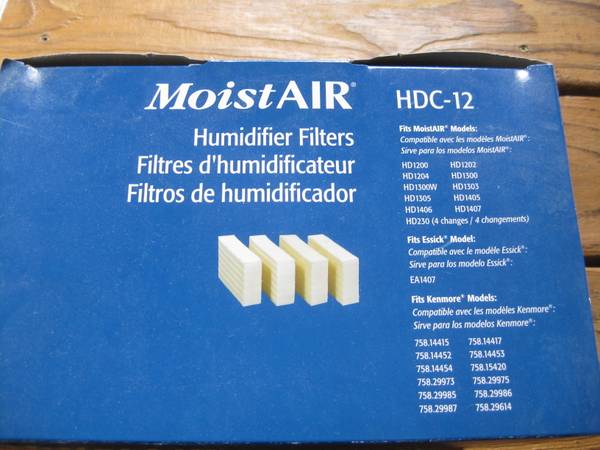 MoistAIR®
Humidifier Filters
Filtres d'humidificateur
Filtros de humidificador
HDC-12
Fits MoistAIR® Models:
Compatible avec les modèles MoistAIR®:
Sirve para los modelos MoistAIR®:
HD1200 HD1202
HD1204 HD1300
HD1300W HD1303
HD1305 HD1405
HD1406 HD1407
HD230 (4 changes / 4 changements)
Fits Essick® Model:
Compatible avec le modèle Essick®:
Sirve para los modelo Essick®:
EA1407
Fits Kenmore® Models:
Compatible avec les modèles Kenmore®:
Sirve para los modelos Kenmore®:
758.14415 758.14417
758.14452 758.14453
758.14454 758.15420
758.29973 758.29975
758.29985 758.29986
758.29987 758.29614